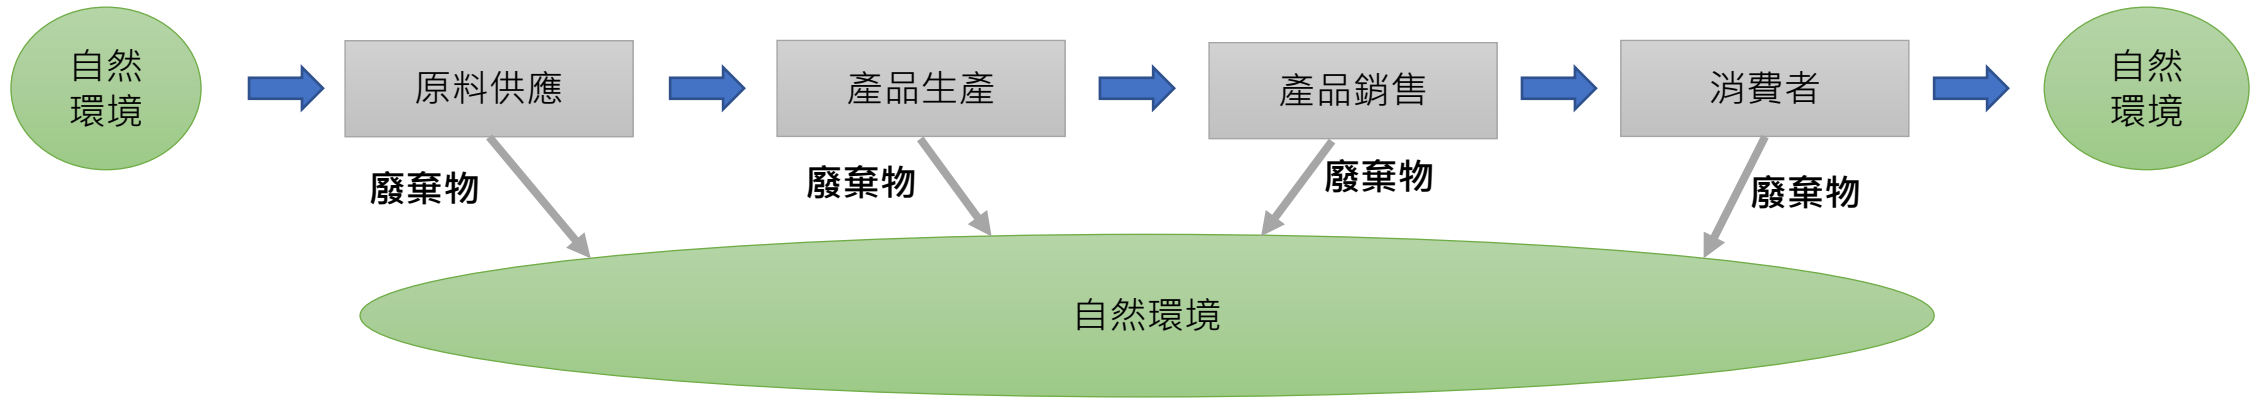 自然
環境
原料供應
產品生產
產品銷售
消費者
自然
環境
廢棄物
廢棄物
廢棄物
廢棄物
自然環境